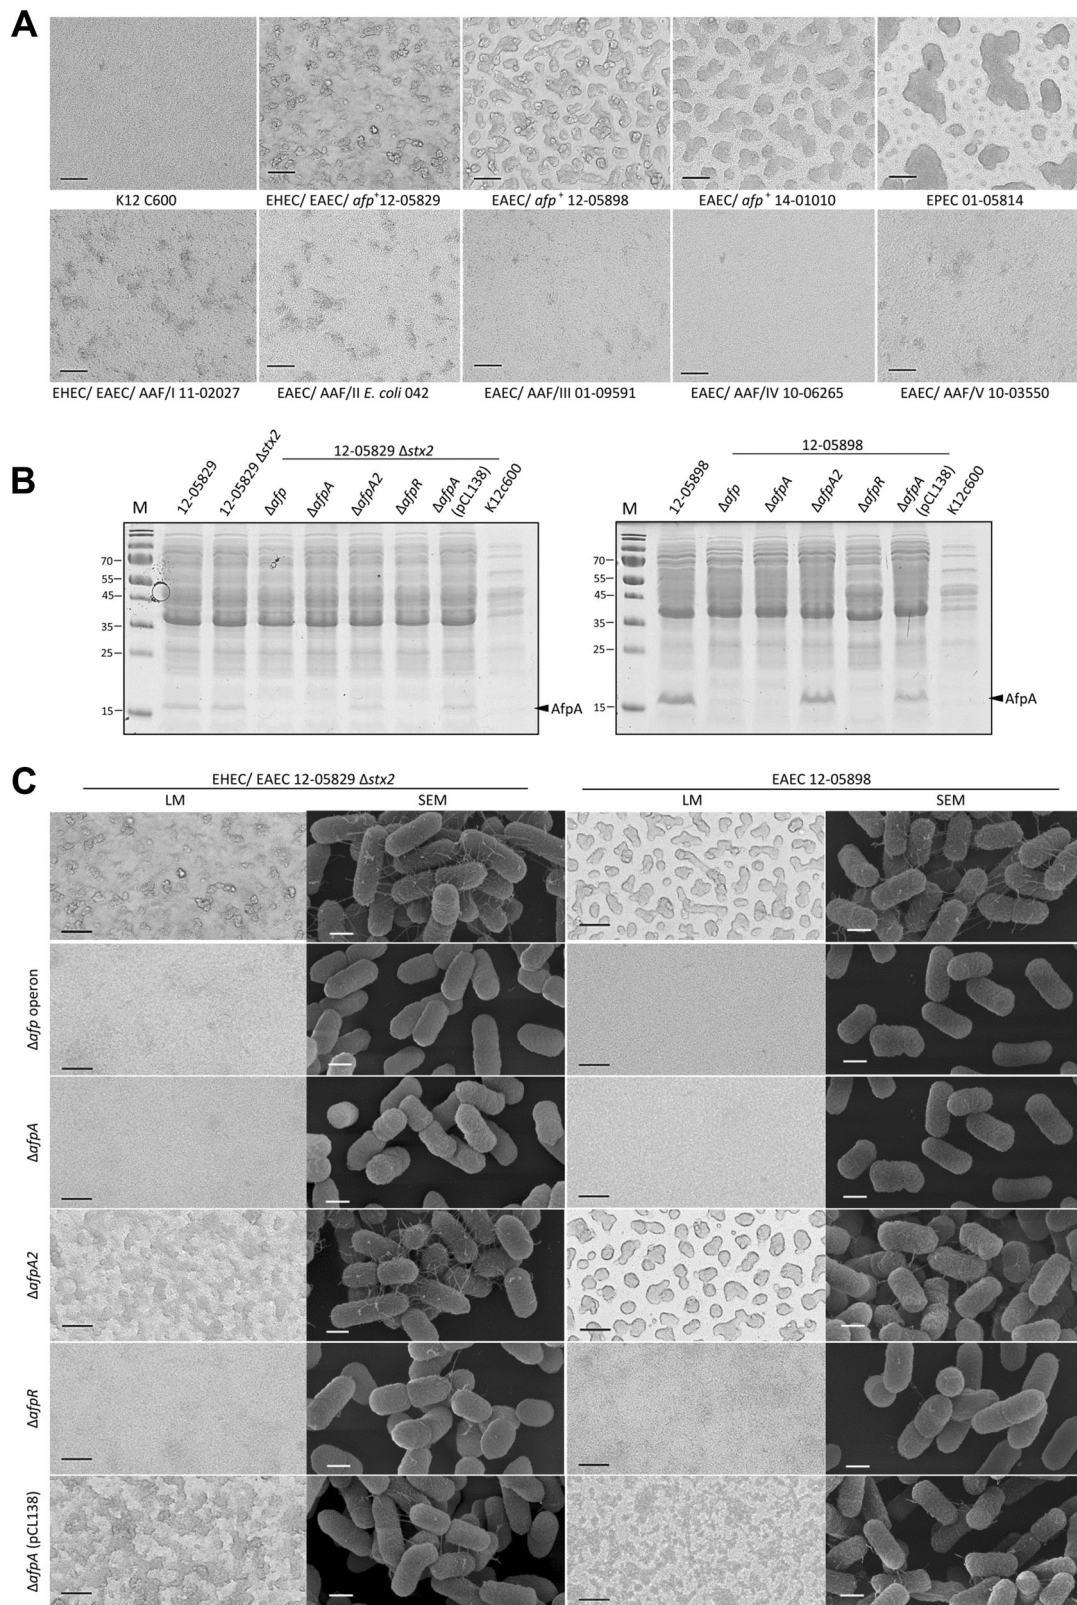 A
K12 C600
EHEC/ EAEC/ afp⁺12-05829
EAEC/ afp ⁺ 12-05898
EAEC/ afp ⁺ 14-01010
EPEC 01-05814
EHEC/ EAEC/ AAF/I 11-02027
EAEC/ AAF/II E. coli 042
EAEC/ AAF/III 01-09591
EAEC/ AAF/IV 10-06265
EAEC/ AAF/V 10-03550
B
12-05829 Δstx2
12-05898
M
12-05829
12-05829 Δstx2
Δafp
ΔafpA
ΔafpA2
ΔafpR
ΔafpA
(pCL138)
K12c600
M
12-05898
Δafp
ΔafpA
ΔafpA2
ΔafpR
ΔafpA
(pCL138)
K12c600
70
55
45
35
25
15
AfpA
70
55
45
35
25
15
AfpA
C
EHEC/ EAEC 12-05829 Δstx2
EAEC 12-05898
LM
SEM
LM
SEM
Δafp operon
ΔafpA
ΔafpA2
ΔafpR
ΔafpA (pCL138)